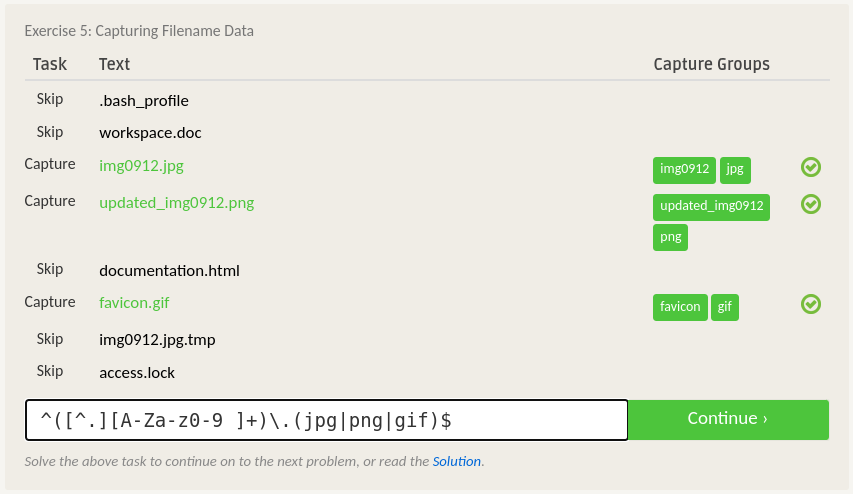 Exercise 5: Capturing Filename Data
Task Text Capture Groups
Skip .bash_profile
Skip workspace.doc
Capture img0912.jpg img0912 jpg
Capture updated_img0912.png updated_img0912
png
Skip documentation.html
Capture favicon.gif favicon gif
Skip img0912.jpg.tmp
Skip access.lock
^([^.][A-Za-z0-9 ]+)\.(jpg|png|gif)$ Continue ›
Solve the above task to continue on to the next problem, or read the Solution.